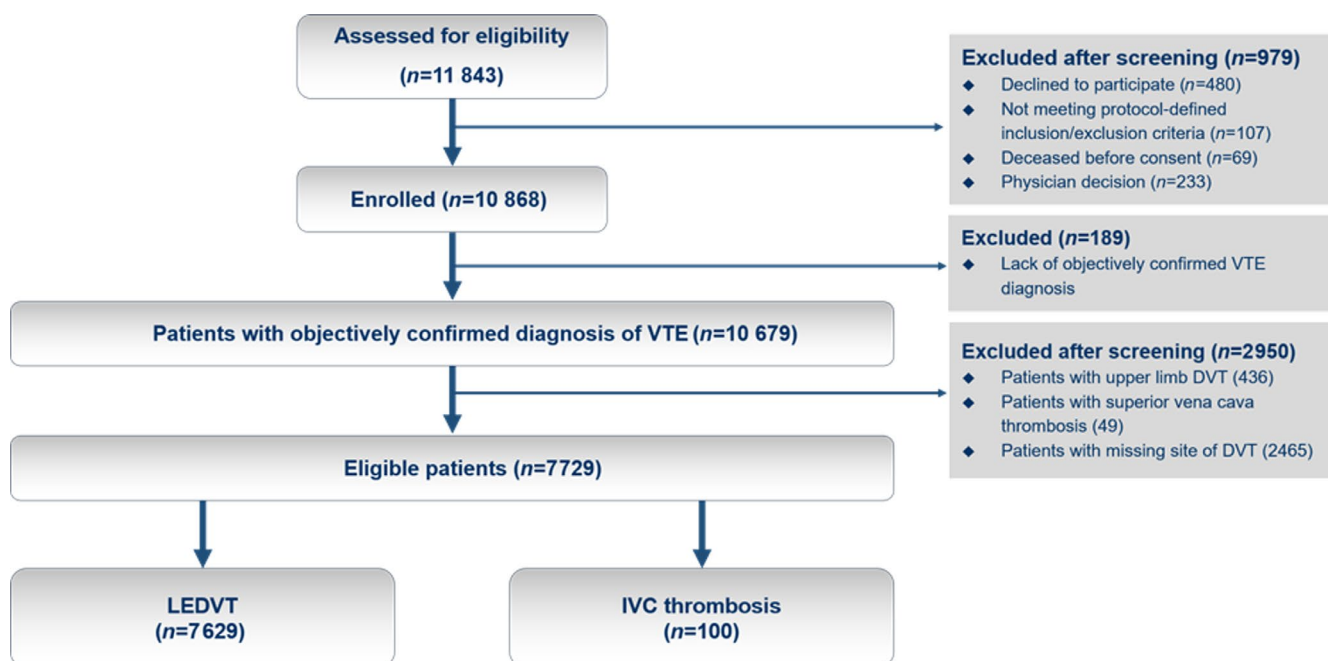 Assessed for eligibility
(n=11 843)
Excluded after screening (n=979)
◆ Declined to participate (n=480)
◆ Not meeting protocol-defined
inclusion/exclusion criteria (n=107)
◆ Deceased before consent (n=69)
◆ Physician decision (n=233)
Enrolled (n=10 868)
Excluded (n=189)
◆ Lack of objectively confirmed VTE
diagnosis
Patients with objectively confirmed diagnosis of VTE (n=10 679)
Excluded after screening (n=2950)
◆ Patients with upper limb DVT (436)
◆ Patients with superior vena cava
thrombosis (49)
◆ Patients with missing site of DVT (2465)
Eligible patients (n=7729)
LEDVT
(n=7629)
IVC thrombosis
(n=100)